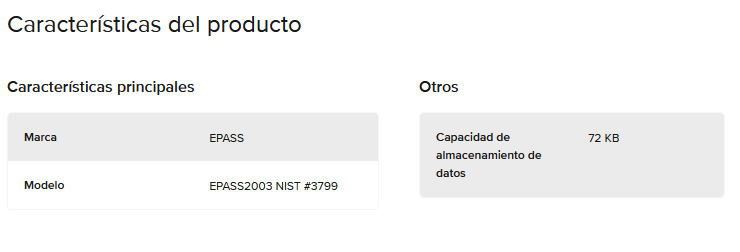 Características del producto
Características principales
Marca EPASS
Modelo EPASS2003 NIST #3799
Otros
Capacidad de 72 KB
almacenamiento de
datos